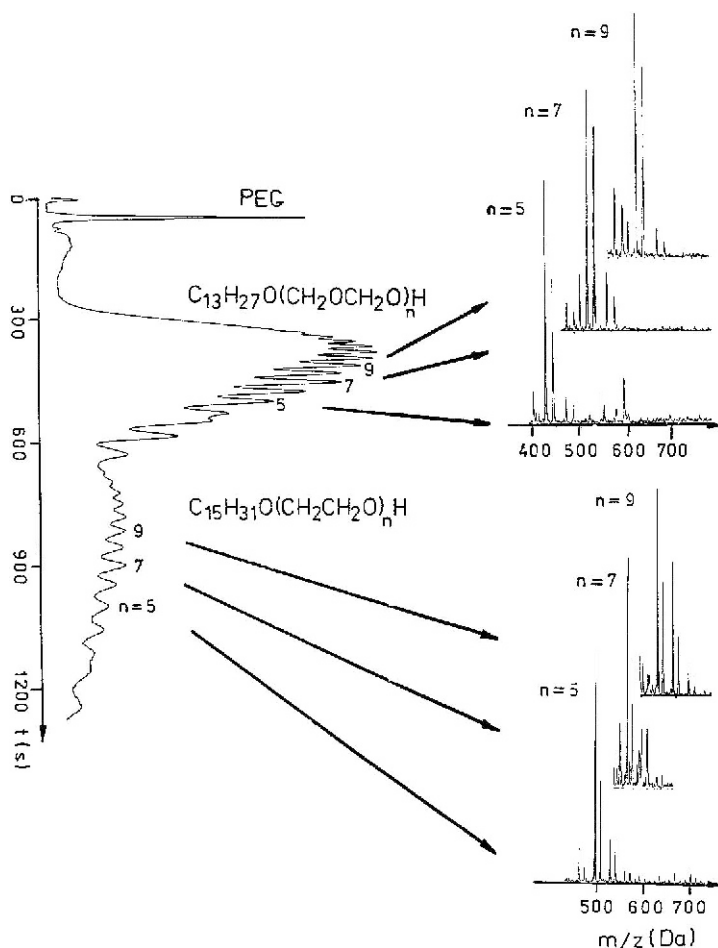 n=9
n=7
n=5
400 500 600 700
PEG
C13H27O(CH2OCH2O)nH
9
7
5
0
300
600
900
1200
t(s)
C15H31O(CH2CH2O)nH
9
7
n=5
n=9
n=7
n=5
500 600 700
m/z (Da)